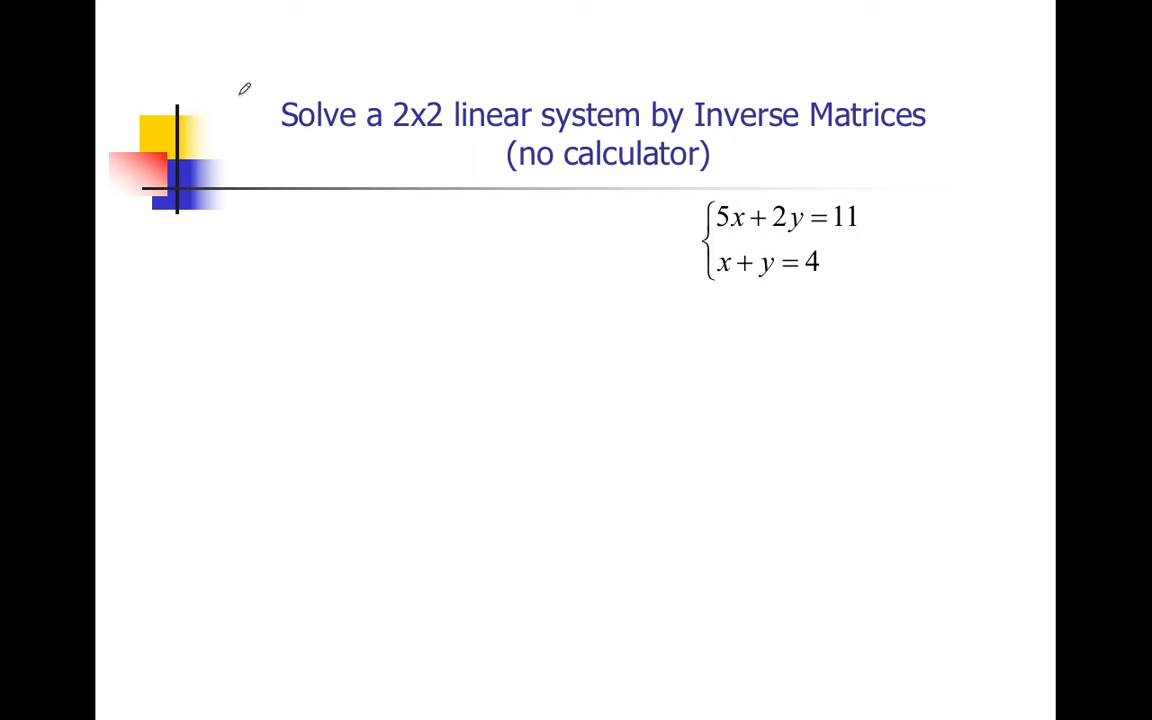 Solve a 2x2 linear system by Inverse Matrices
(no calculator)
5x + 2y = 11
x + y = 4